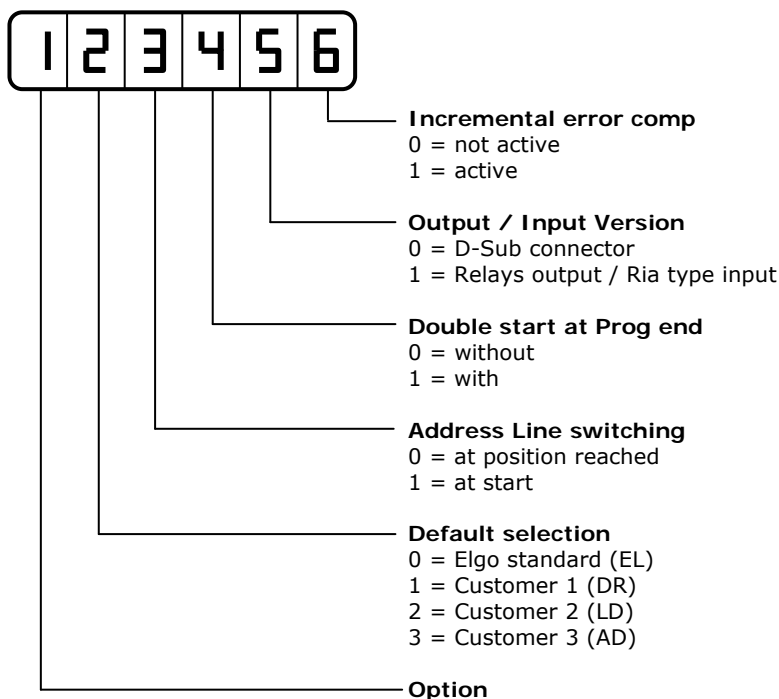 1 2 3 4 5 6
Incremental error comp
0 = not active
1 = active
Output / Input Version
0 = D-Sub connector
1 = Relays output / Ria type input
Double start at Prog end
0 = without
1 = with
Address Line switching
0 = at position reached
1 = at start
Default selection
0 = Elgo standard (EL)
1 = Customer 1 (DR)
2 = Customer 2 (LD)
3 = Customer 3 (AD)
Option